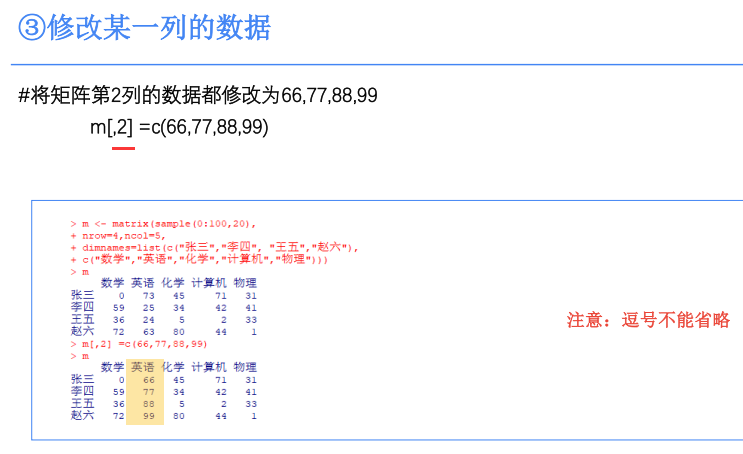 ③修改某一列的数据
#将矩阵第2列的数据都修改为66,77,88,99
m[,2] =c(66,77,88,99)
> m <- matrix(sample(0:100,20),
+ nrow=4,ncol=5,
+ dimnames=list(c("张三","李四", "王五","赵六"),
+ c("数学","英语","化学","计算机","物理")))
> m
数学 英语 化学 计算机 物理
张三 0 73 45 71 31
李四 59 25 34 42 41
王五 36 24 5 2 33
赵六 72 63 80 44 1
> m[,2] =c(66,77,88,99)
> m
数学 英语 化学 计算机 物理
张三 0 66 45 71 31
李四 59 77 34 42 41
王五 36 88 5 2 33
赵六 72 99 80 44 1
注意：逗号不能省略